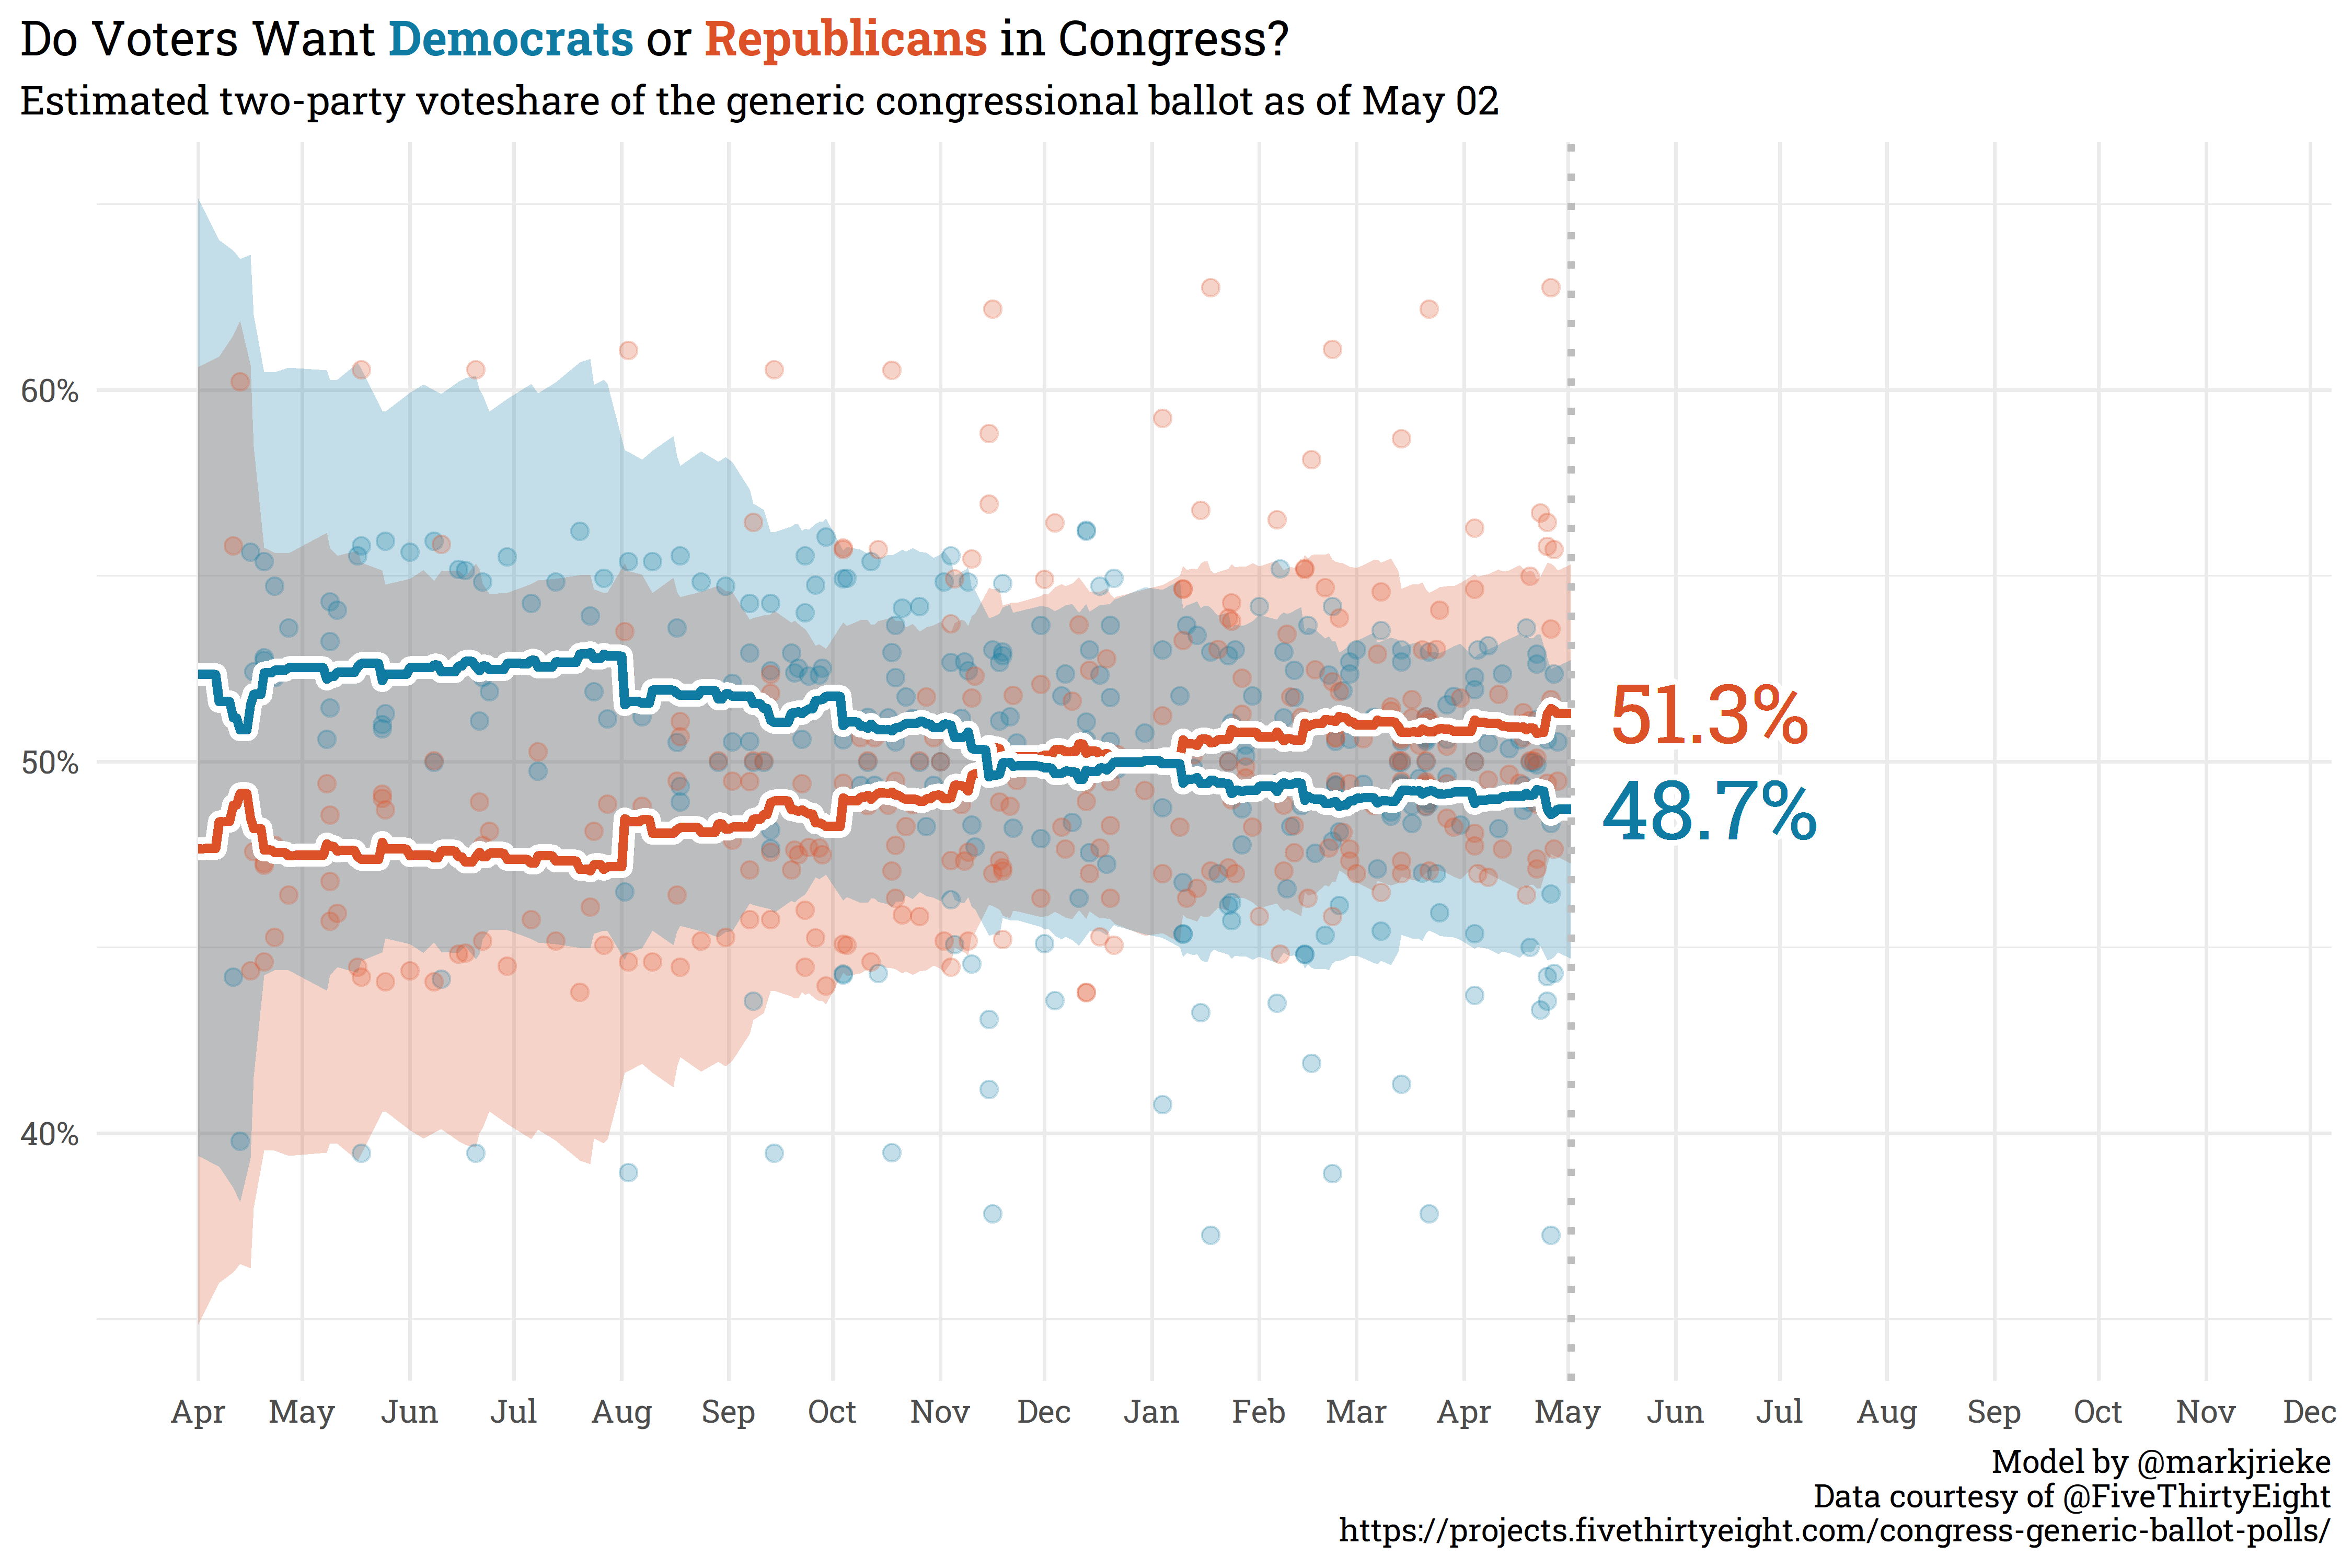 Do Voters Want Democrats or Republicans in Congress?
Estimated two-party voteshare of the generic congressional ballot as of May 02
60%
50%
40%
51.3%
48.7%
Apr May Jun Jul Aug Sep Oct Nov Dec Jan Feb Mar Apr May Jun Jul Aug Sep Oct Nov Dec
Model by @markjrieke
Data courtesy of @FiveThirtyEight
https://projects.fivethirtyeight.com/congress-generic-ballot-polls/